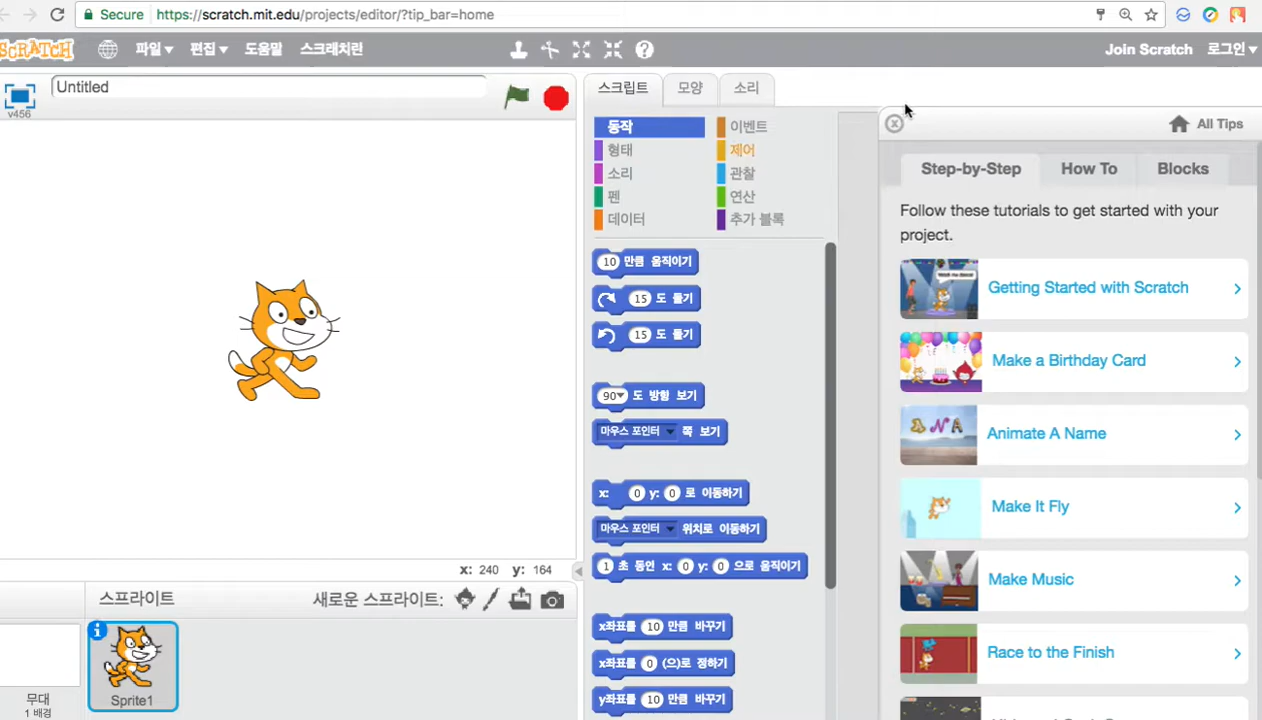 Secure https://scratch.mit.edu/projects/editor/?tip_bar=home
SCRATCH 파일 편집 도움말 스크래치란 Join Scratch 로그인
v456
Untitled
스크립트 모양 소리
동작 이벤트
형태 제어
소리 관찰
펜 연산
데이터 추가 블록
10 만큼 움직이기
15 도 돌기
15 도 돌기
90 도 방향 보기
마우스 포인터 쪽 보기
x: 0 y: 0 로 이동하기
마우스 포인터 위치로 이동하기
1 초 동안 x: 0 y: 0 으로 움직이기
x좌표를 10 만큼 바꾸기
x좌표를 0 (으)로 정하기
y좌표를 10 만큼 바꾸기
x: 240 y: 164
스프라이트 새로운 스프라이트:
Sprite1
무대
1 배경
All Tips
Step-by-Step How To Blocks
Follow these tutorials to get started with your
project.
Getting Started with Scratch
Make a Birthday Card
Animate A Name
Make It Fly
Make Music
Race to the Finish